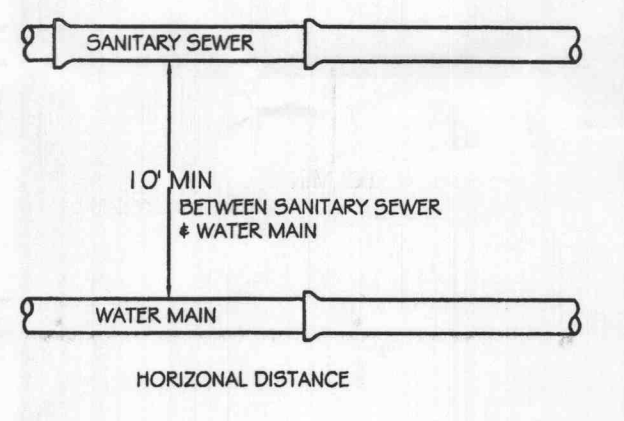 SANITARY SEWER
10' MIN
BETWEEN SANITARY SEWER
& WATER MAIN
WATER MAIN
HORIZONAL DISTANCE